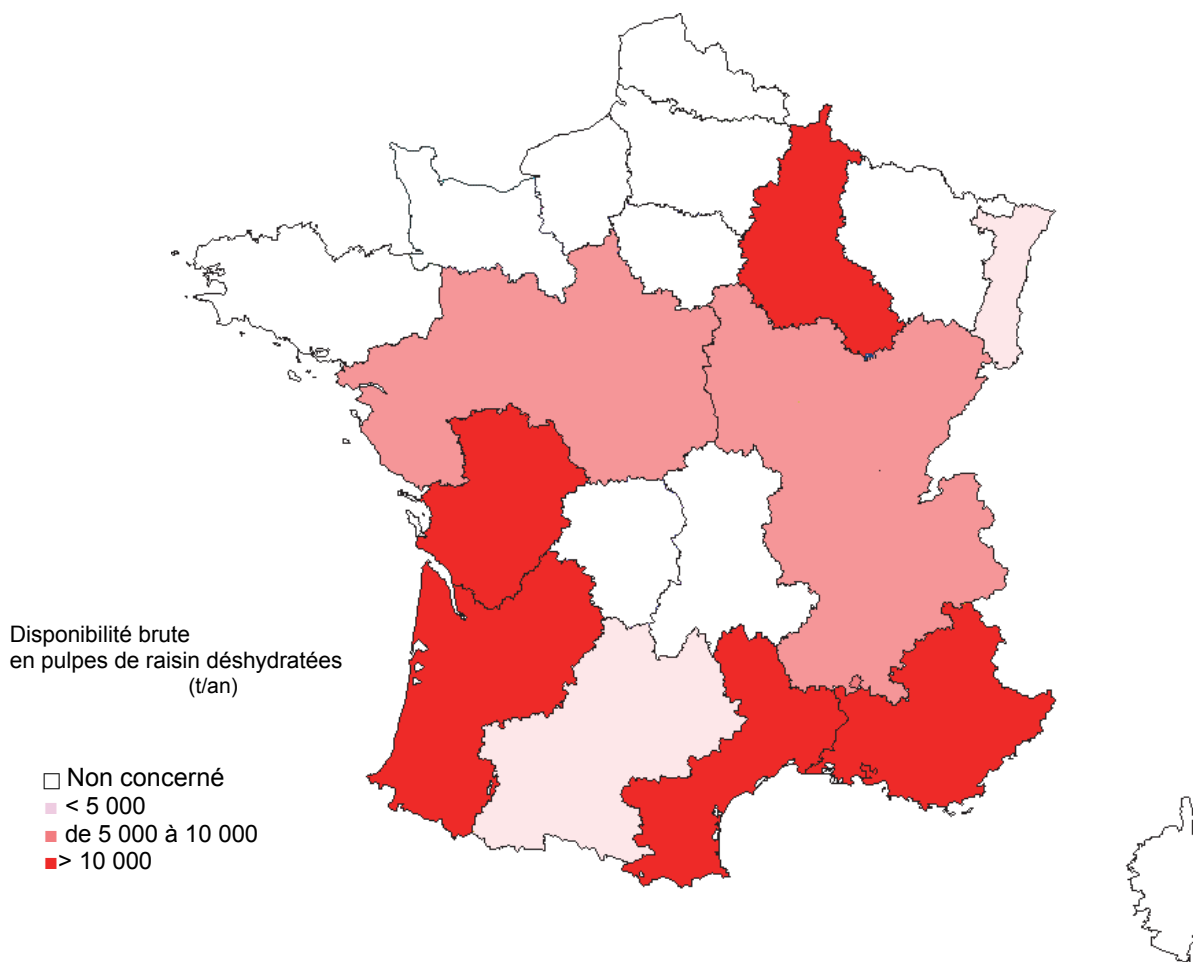 Disponibilité brute
en pulpes de raisin déshydratées
(t/an)
Non concerné
< 5 000
de 5 000 à 10 000
> 10 000